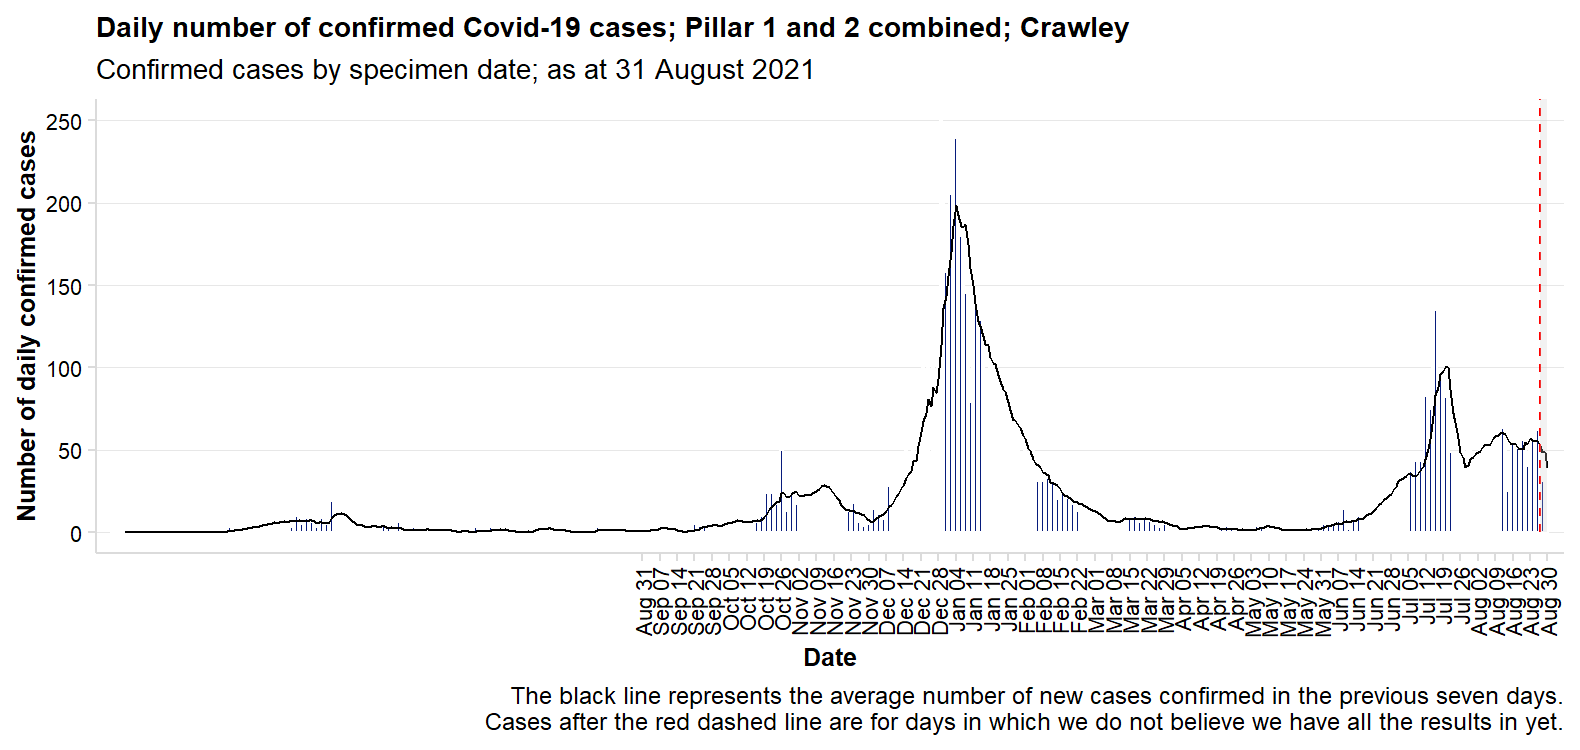 Daily number of confirmed Covid-19 cases; Pillar 1 and 2 combined; Crawley
Confirmed cases by specimen date; as at 31 August 2021
Number of daily confirmed cases
250
200
150
100
50
0
Aug 31
Sep 07
Sep 14
Sep 21
Sep 28
Oct 05
Oct 12
Oct 19
Oct 26
Nov 02
Nov 09
Nov 16
Nov 23
Nov 30
Dec 07
Dec 14
Dec 21
Dec 28
Jan 04
Jan 11
Jan 18
Jan 25
Feb 01
Feb 08
Feb 15
Feb 22
Mar 01
Mar 08
Mar 15
Mar 22
Mar 29
Apr 05
Apr 12
Apr 19
Apr 26
May 03
May 10
May 17
May 24
May 31
Jun 07
Jun 14
Jun 21
Jun 28
Jul 05
Jul 12
Jul 19
Jul 26
Aug 02
Aug 09
Aug 16
Aug 23
Aug 30
Date
The black line represents the average number of new cases confirmed in the previous seven days.
Cases after the red dashed line are for days in which we do not believe we have all the results in yet.